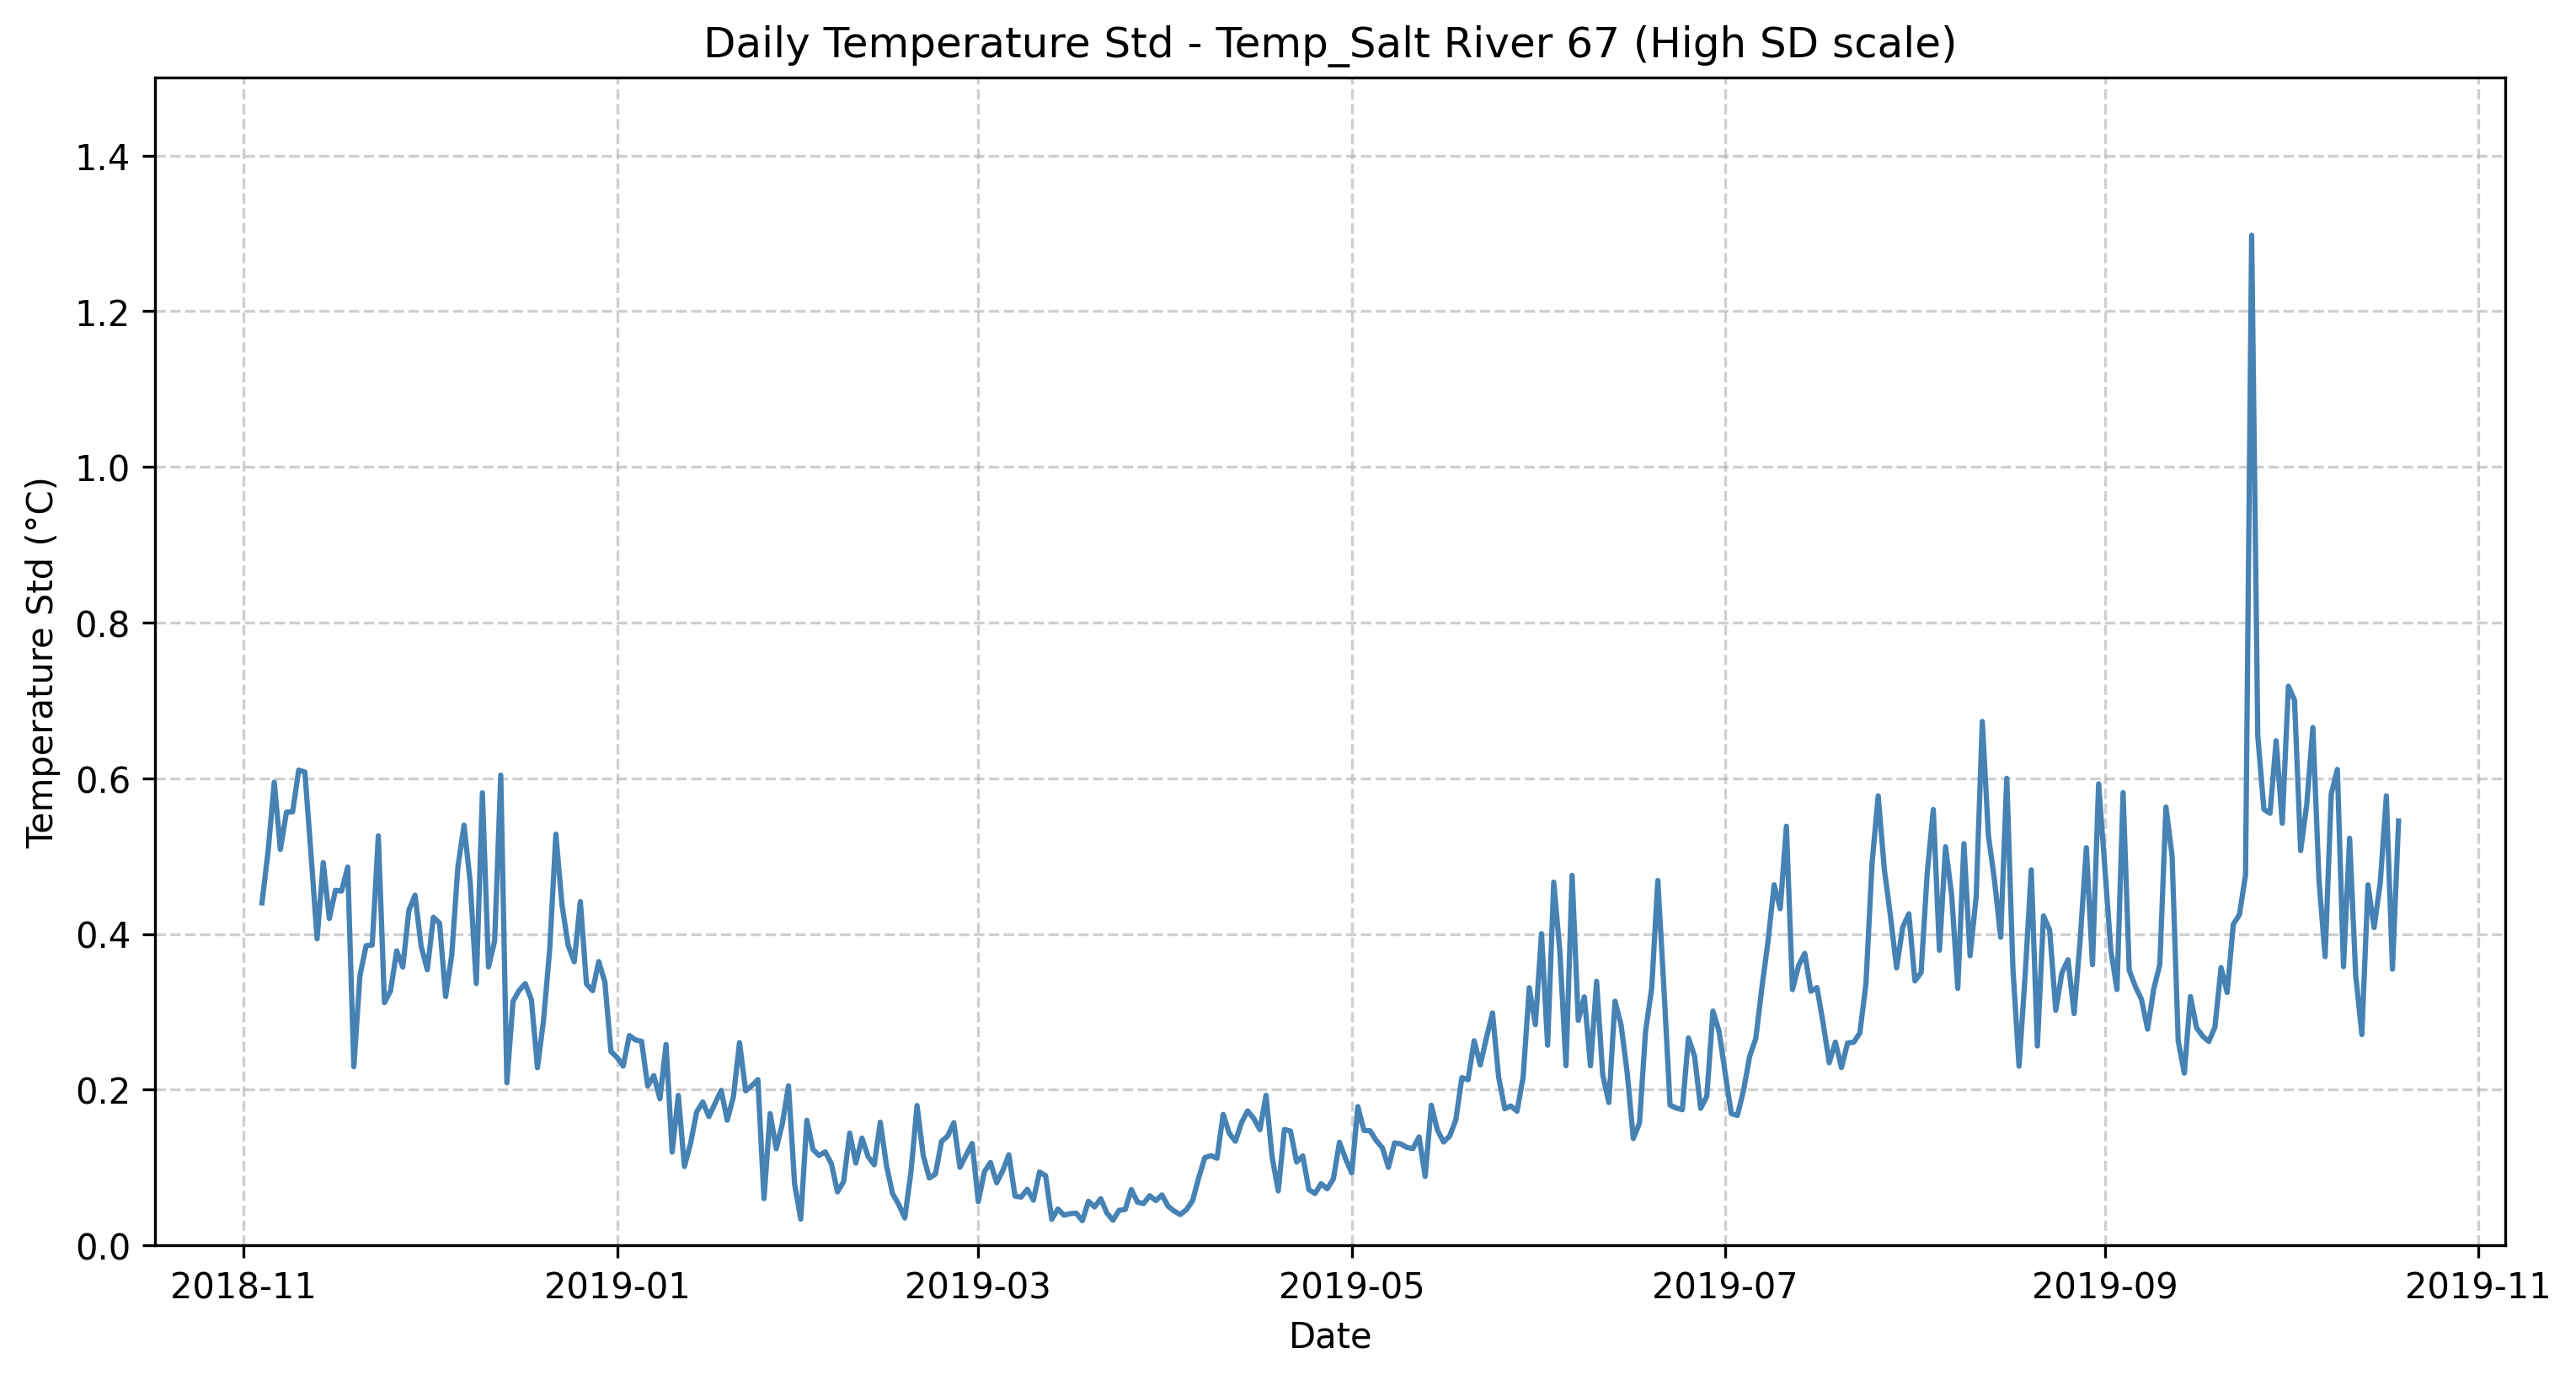 Daily Temperature Std - Temp_Salt River 67 (High SD scale)
Temperature Std (°C)
1.4
1.2
1.0
0.8
0.6
0.4
0.2
0.0
2018-11 2019-01 2019-03 2019-05 2019-07 2019-09 2019-11
Date